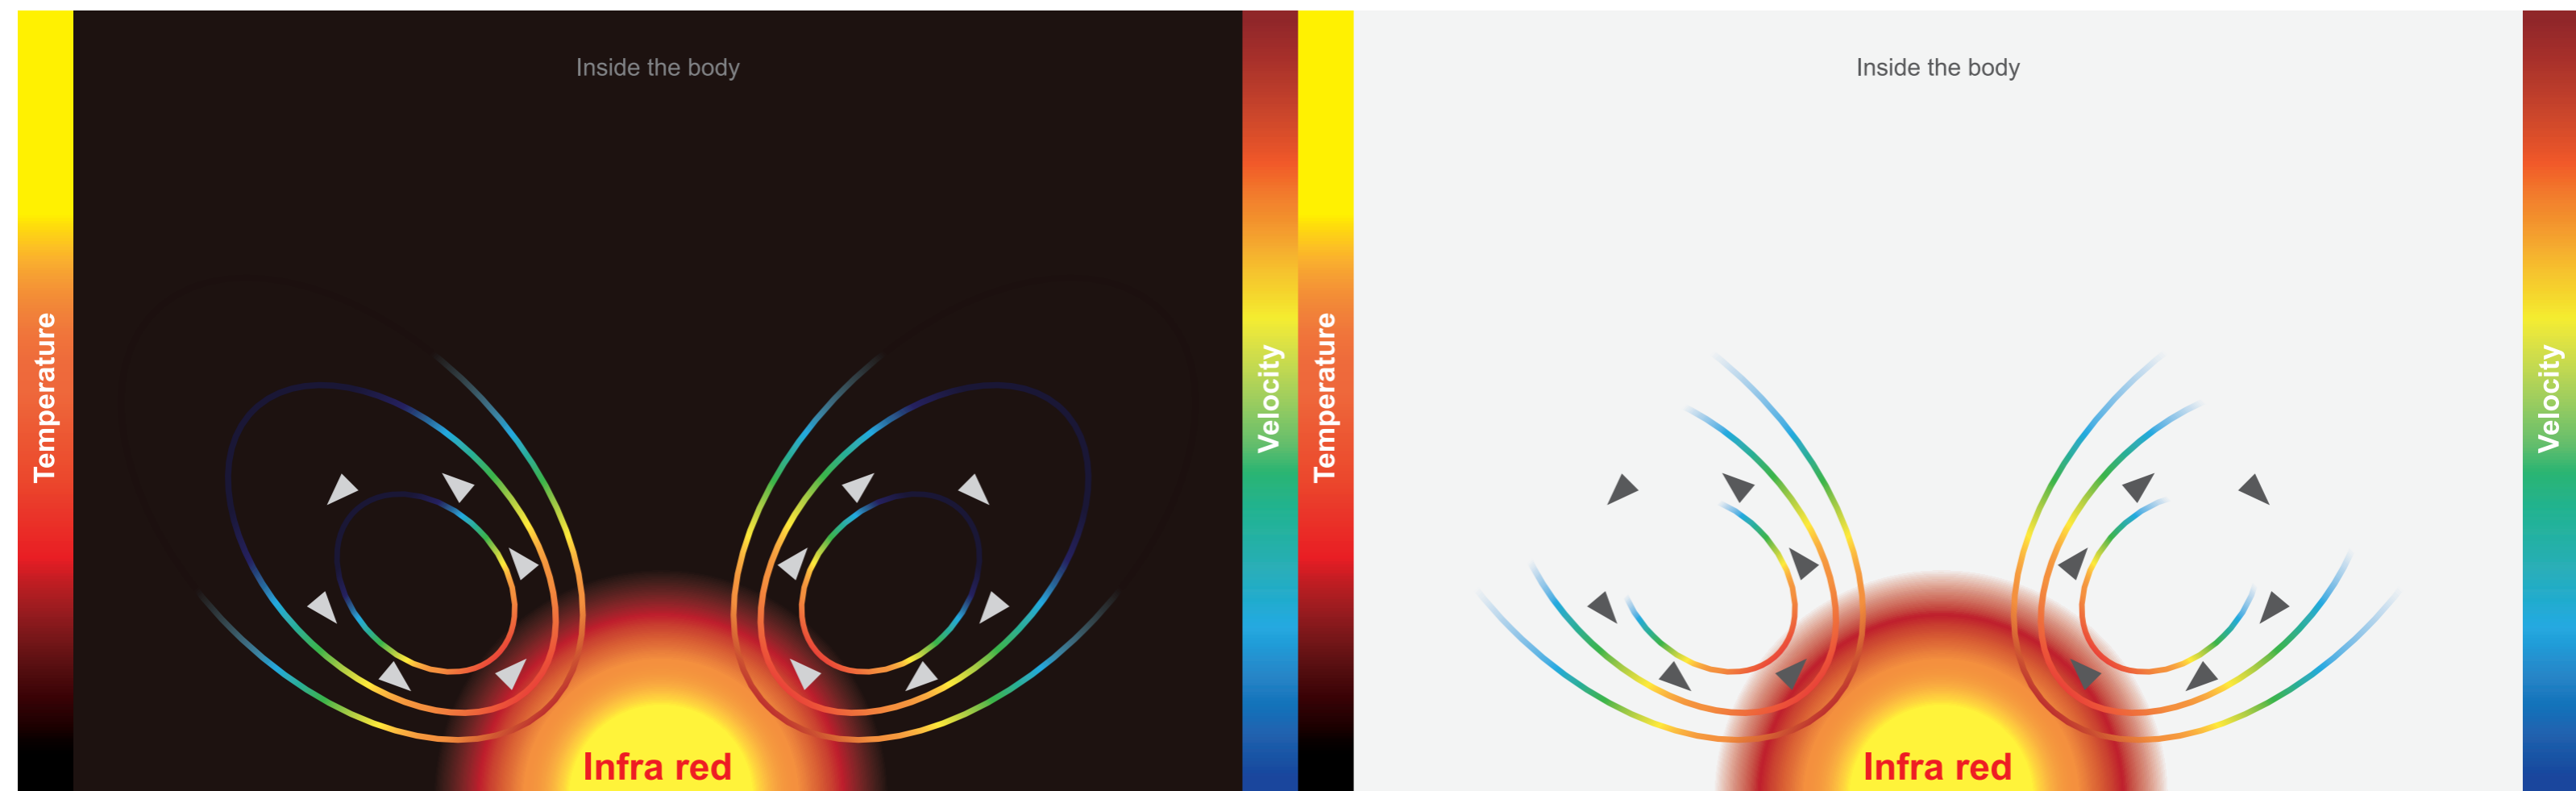 Temperature
Inside the body
Velocity
Infra red
Temperature
Inside the body
Velocity
Infra red